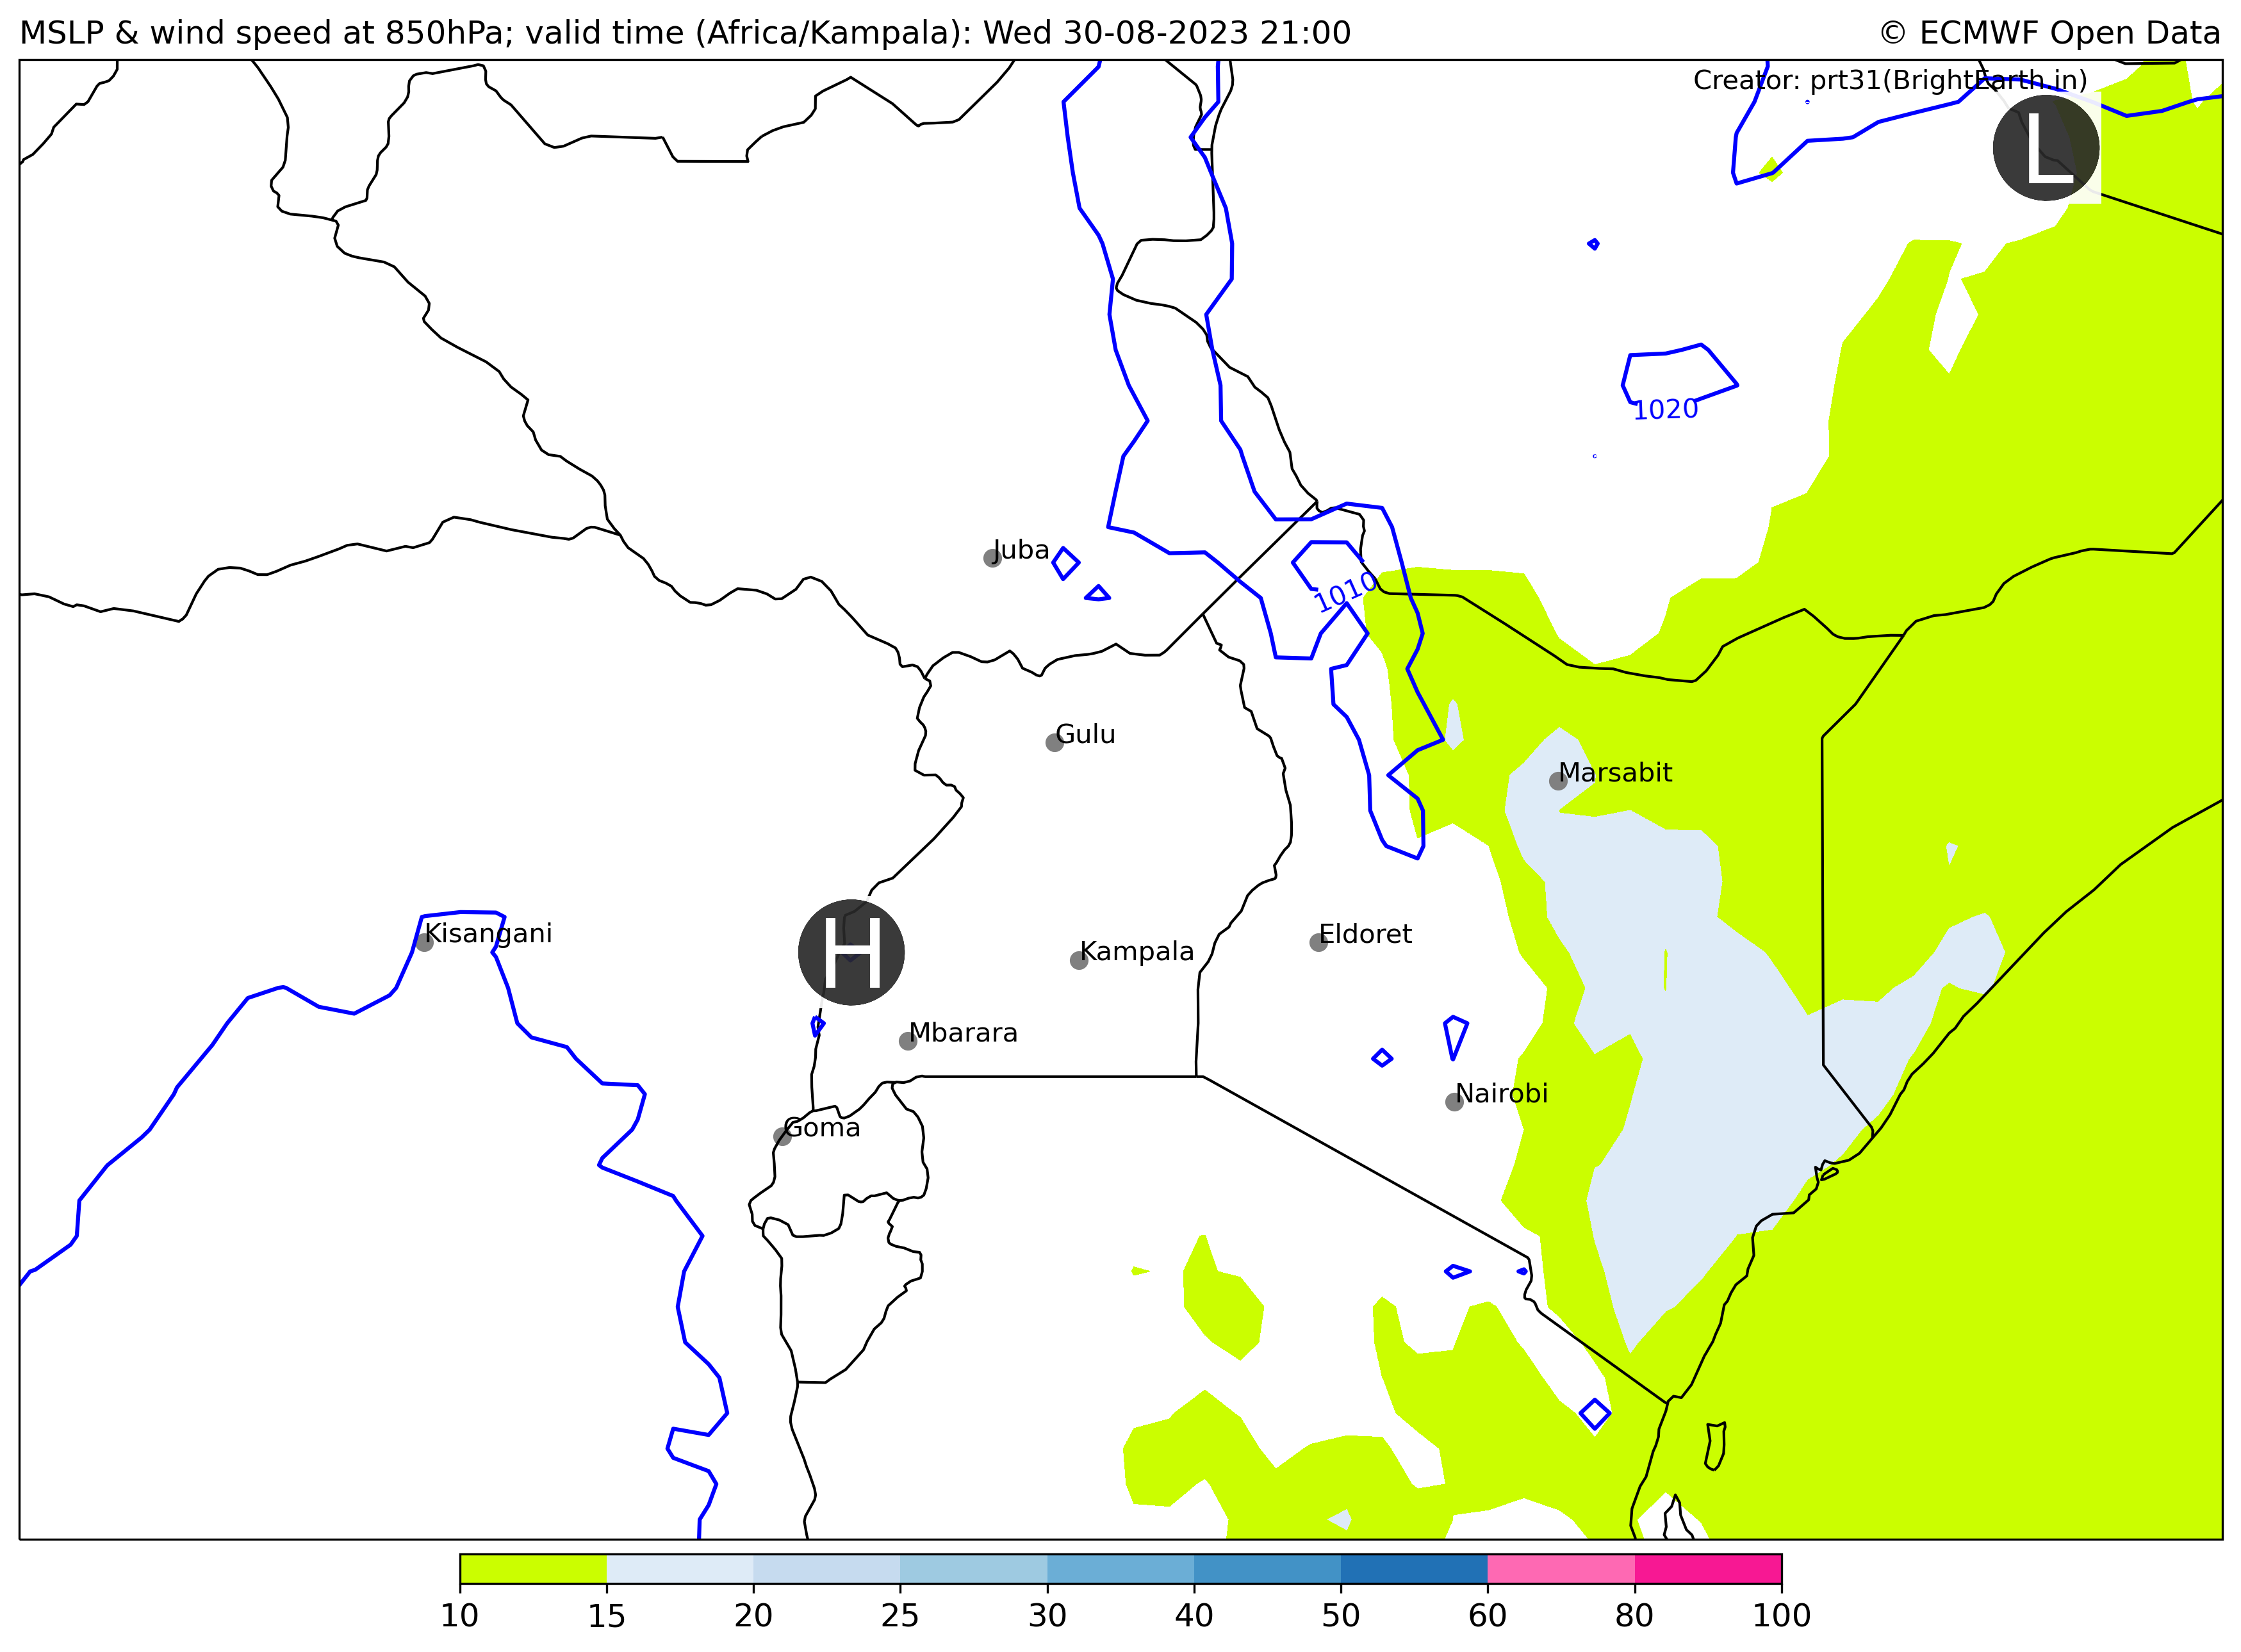 MSLP & wind speed at 850hPa; valid time (Africa/Kampala): Wed 30-08-2023 21:00
© ECMWF Open Data
Creator: prt31(BrightEarth.in)
L
1020
Juba
1010
Gulu
Marsabit
Kisangani
H
Kampala
Eldoret
Mbarara
Nairobi
Goma
10 15 20 25 30 40 50 60 80 100